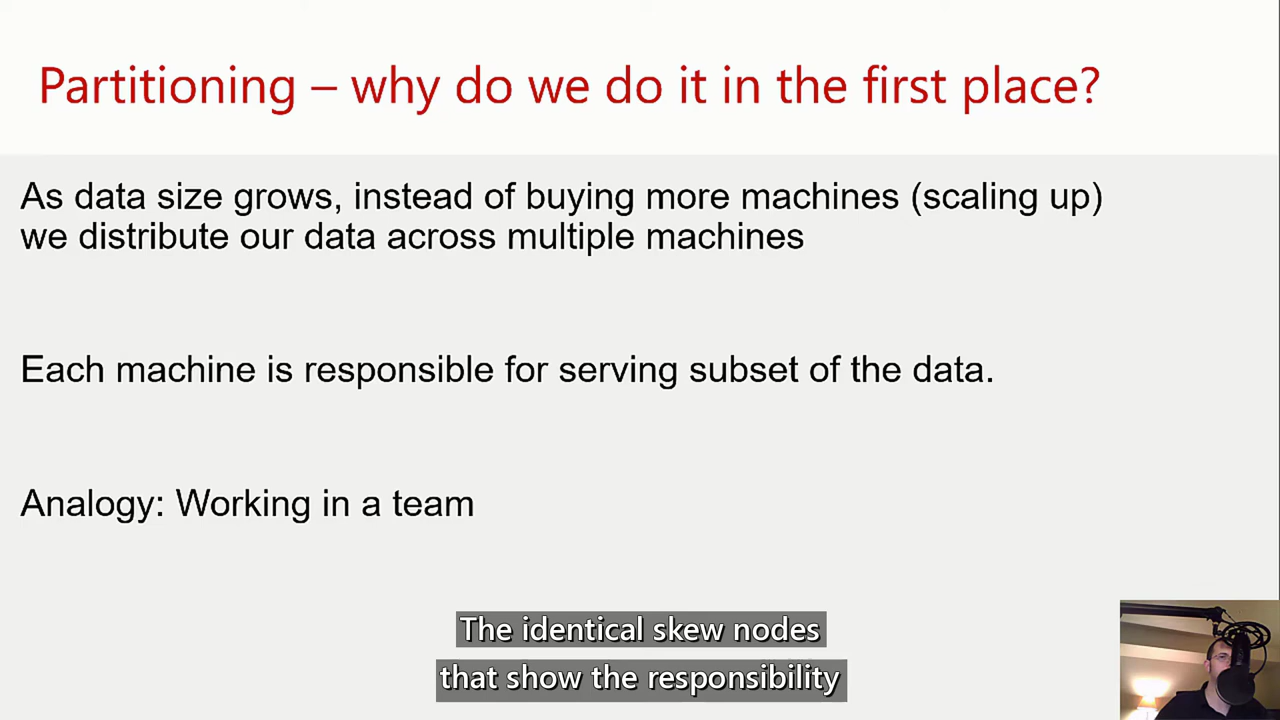 Partitioning – why do we do it in the first place?
As data size grows, instead of buying more machines (scaling up)
we distribute our data across multiple machines
Each machine is responsible for serving subset of the data.
Analogy: Working in a team
The identical skew nodes
that show the responsibility